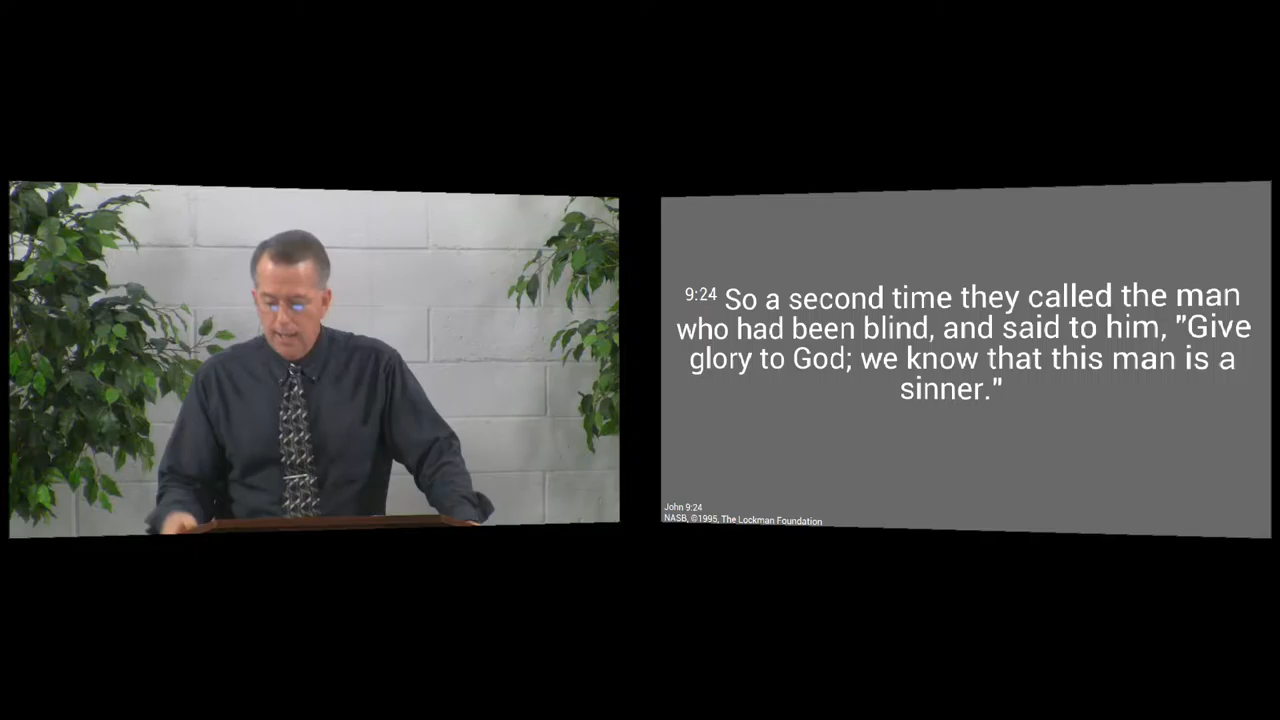 9:24 So a second time they called the man
who had been blind, and said to him, "Give
glory to God; we know that this man is a
sinner."
John 9:24
NASB, ©1995, The Lockman Foundation